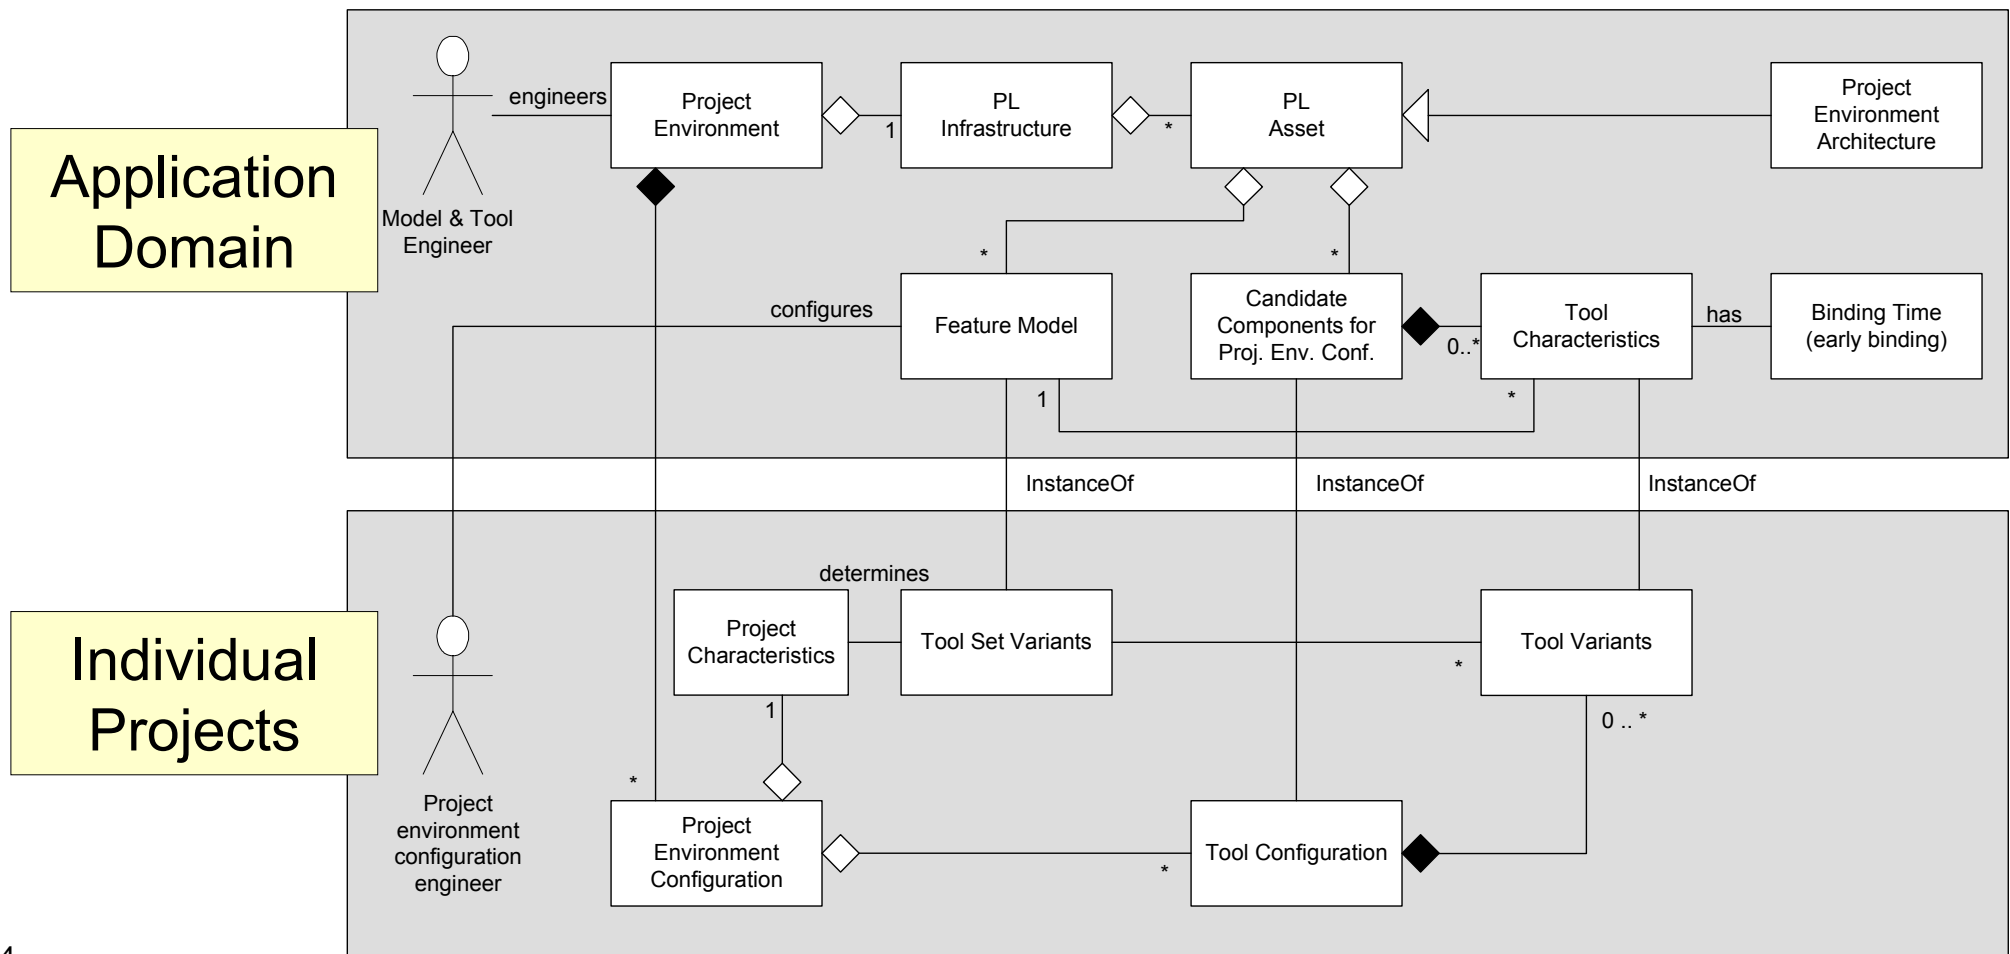 Application
Domain
Model & Tool
Engineer
engineers
Project
Environment
1
PL
Infrastructure
*
PL
Asset
Project
Environment
Architecture
*
*
configures
Feature Model
Candidate
Components for
Proj. Env. Conf.
0..*
Tool
Characteristics
has
Binding Time
(early binding)
1
*
InstanceOf
InstanceOf
InstanceOf
Individual
Projects
Project
environment
configuration
engineer
determines
Project
Characteristics
Tool Set Variants
*
Tool Variants
1
0 .. *
*
Project
Environment
Configuration
*
Tool Configuration